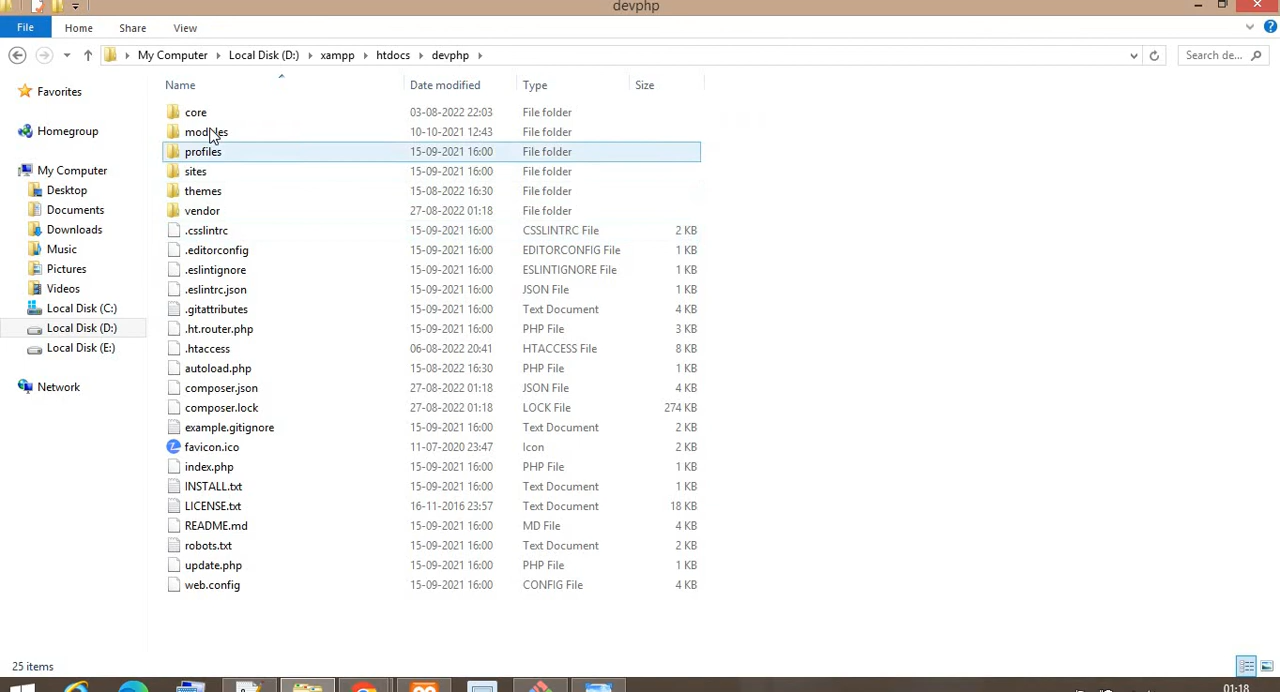 devphp
File Home Share View
My Computer Local Disk (D:) xampp htdocs devphp Search de...
Name Date modified Type Size
Favorites
Homegroup
My Computer
Desktop
Documents
Downloads
Music
Pictures
Videos
Local Disk (C:)
Local Disk (D:)
Local Disk (E:)
Network
core 03-08-2022 22:03 File folder
modules 10-10-2021 12:43 File folder
profiles 15-09-2021 16:00 File folder
sites 15-09-2021 16:00 File folder
themes 15-08-2022 16:30 File folder
vendor 27-08-2022 01:18 File folder
.csslintrc 15-09-2021 16:00 CSSLINTRC File 2 KB
.editorconfig 15-09-2021 16:00 EDITORCONFIG File 1 KB
.eslintignore 15-09-2021 16:00 ESLINTIGNORE File 1 KB
.eslintrc.json 15-09-2021 16:00 JSON File 1 KB
.gitattributes 15-09-2021 16:00 Text Document 4 KB
.ht.router.php 15-09-2021 16:00 PHP File 3 KB
.htaccess 06-08-2022 20:41 HTACCESS File 8 KB
autoload.php 15-08-2022 16:30 PHP File 1 KB
composer.json 27-08-2022 01:18 JSON File 4 KB
composer.lock 27-08-2022 01:18 LOCK File 274 KB
example.gitignore 15-09-2021 16:00 Text Document 2 KB
favicon.ico 11-07-2020 23:47 Icon 2 KB
index.php 15-09-2021 16:00 PHP File 1 KB
INSTALL.txt 15-09-2021 16:00 Text Document 1 KB
LICENSE.txt 16-11-2016 23:57 Text Document 18 KB
README.md 15-09-2021 16:00 MD File 4 KB
robots.txt 15-09-2021 16:00 Text Document 2 KB
update.php 15-09-2021 16:00 PHP File 1 KB
web.config 15-09-2021 16:00 CONFIG File 4 KB
25 items
01:18